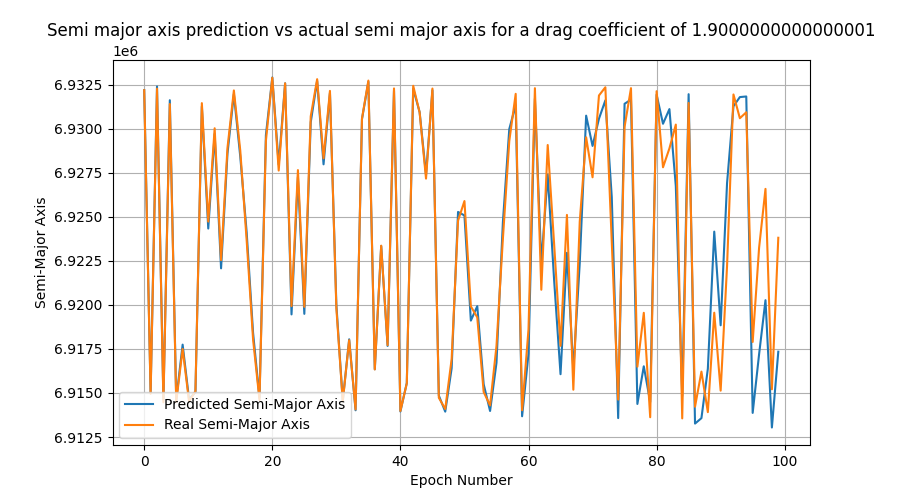 Semi major axis prediction vs actual semi major axis for a drag coefficient of 1.9000000000000001
1e6
6.9325
6.9300
6.9275
6.9250
6.9225
6.9200
6.9175
6.9150
6.9125
Semi-Major Axis
Predicted Semi-Major Axis
Real Semi-Major Axis
0
20
40
60
80
100
Epoch Number